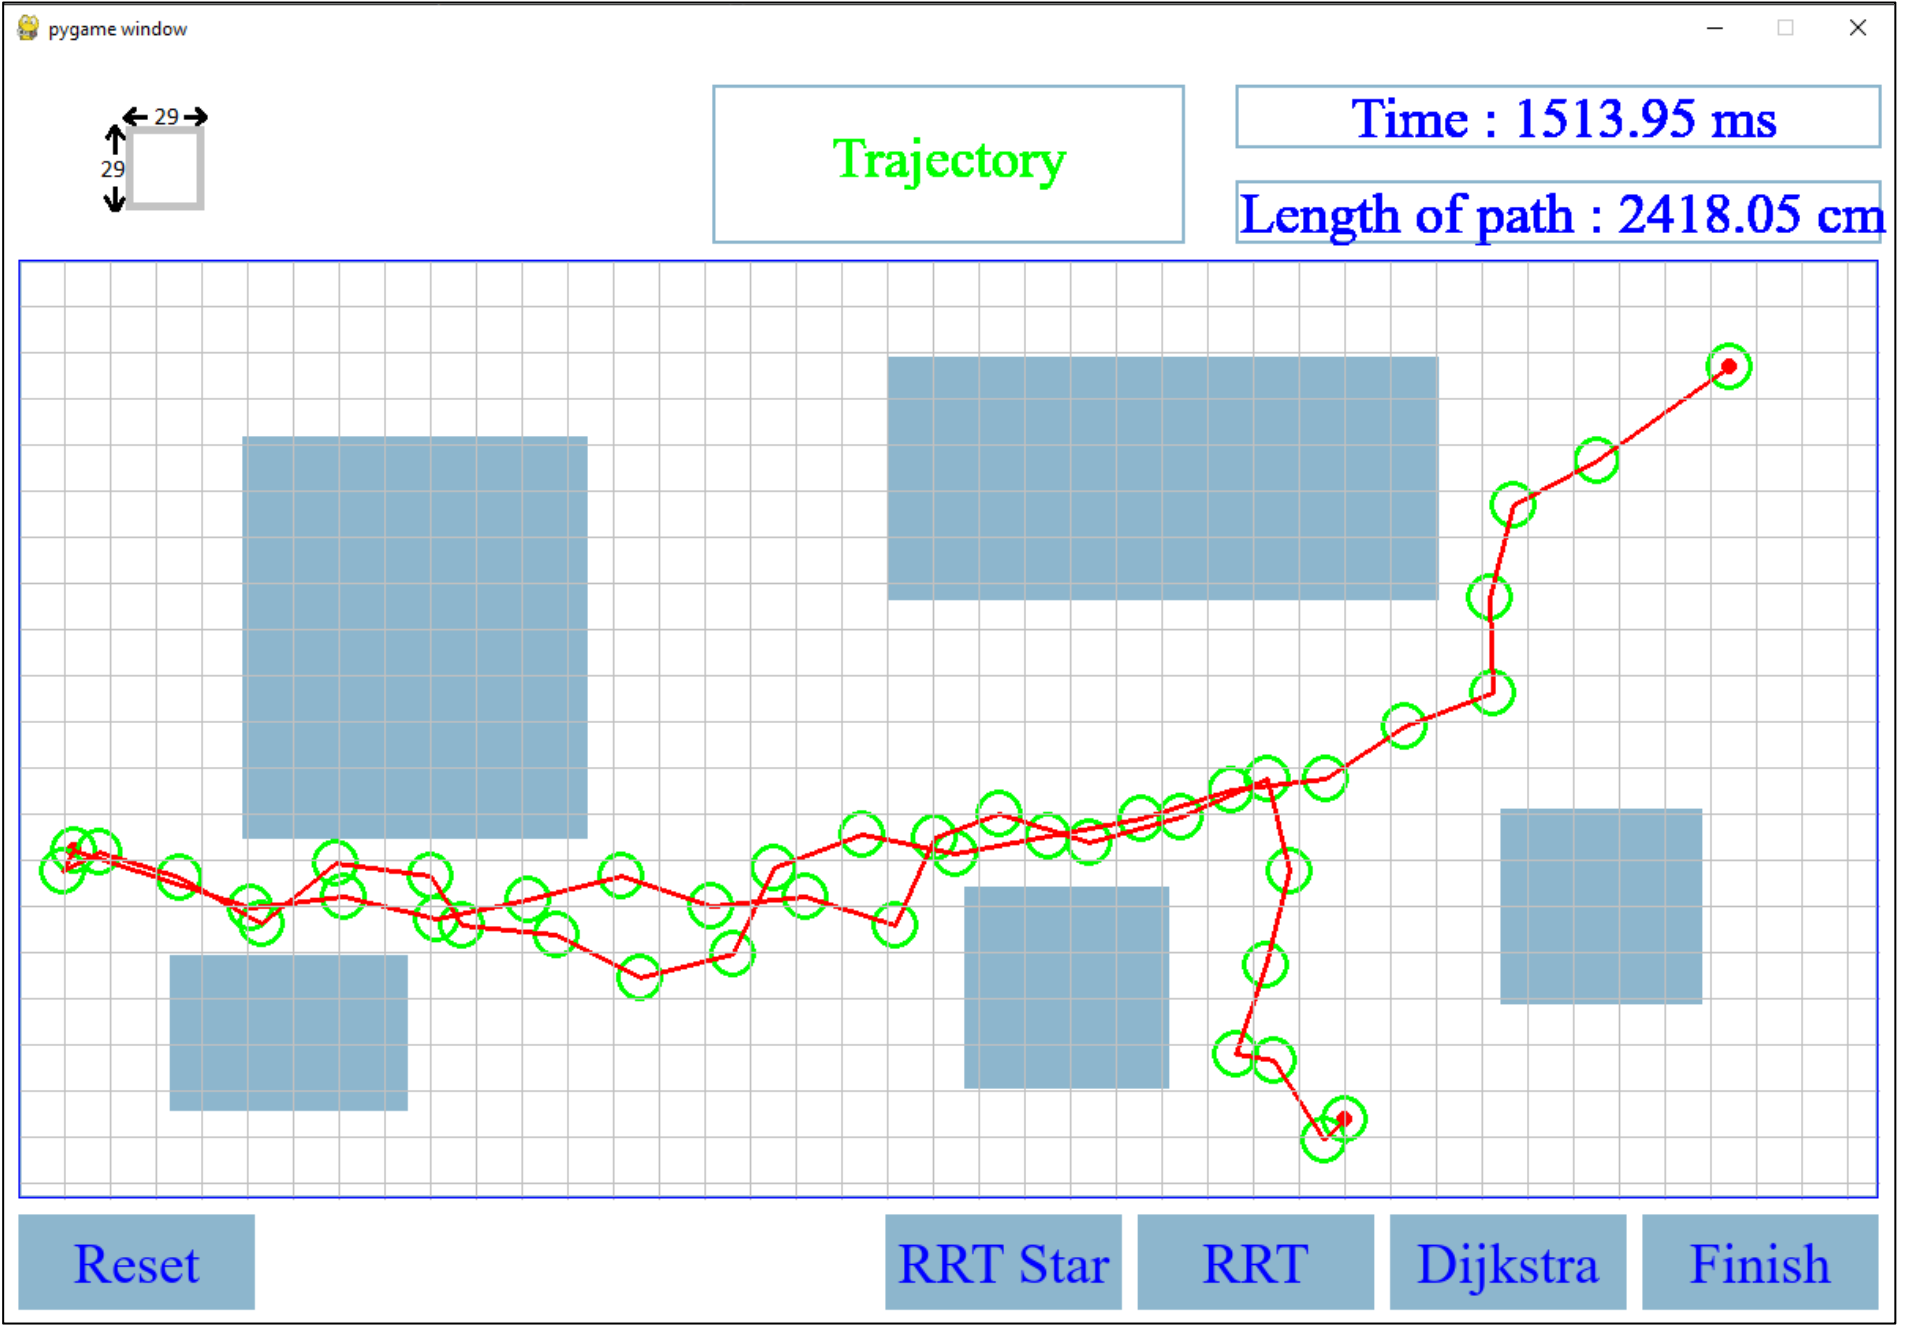 pygame window
29
29
Trajectory
Time : 1513.95 ms
Length of path : 2418.05 cm
Reset
RRT Star
RRT
Dijkstra
Finish